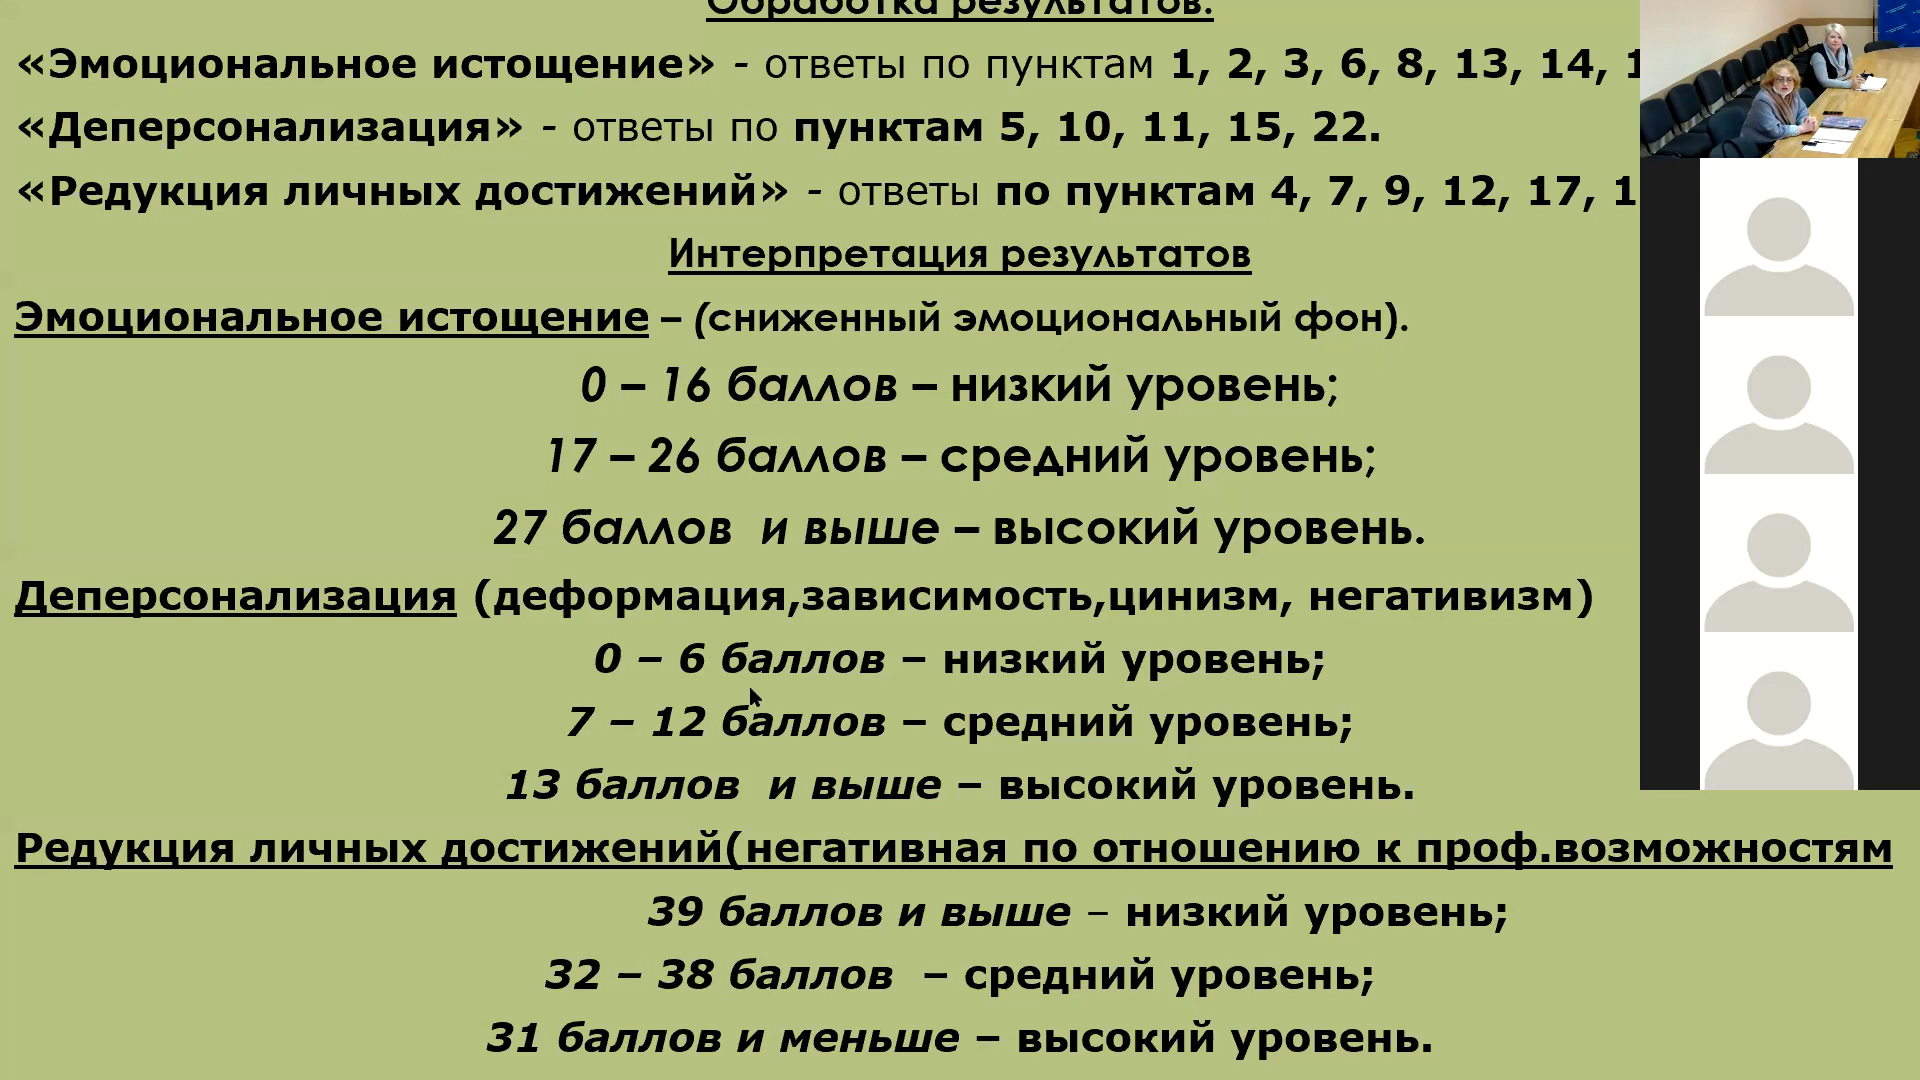 Обработка результатов:
«Эмоциональное истощение» - ответы по пунктам 1, 2, 3, 6, 8, 13, 14, 1
«Деперсонализация» - ответы по пунктам 5, 10, 11, 15, 22.
«Редукция личных достижений» - ответы по пунктам 4, 7, 9, 12, 17, 1
Интерпретация результатов
Эмоциональное истощение – (сниженный эмоциональный фон).
0 – 16 баллов – низкий уровень;
17 – 26 баллов – средний уровень;
27 баллов и выше – высокий уровень.
Деперсонализация (деформация,зависимость,цинизм, негативизм)
0 – 6 баллов – низкий уровень;
7 – 12 баллов – средний уровень;
13 баллов и выше – высокий уровень.
Редукция личных достижений(негативная по отношению к проф.возможностям
39 баллов и выше – низкий уровень;
32 – 38 баллов – средний уровень;
31 баллов и меньше – высокий уровень.